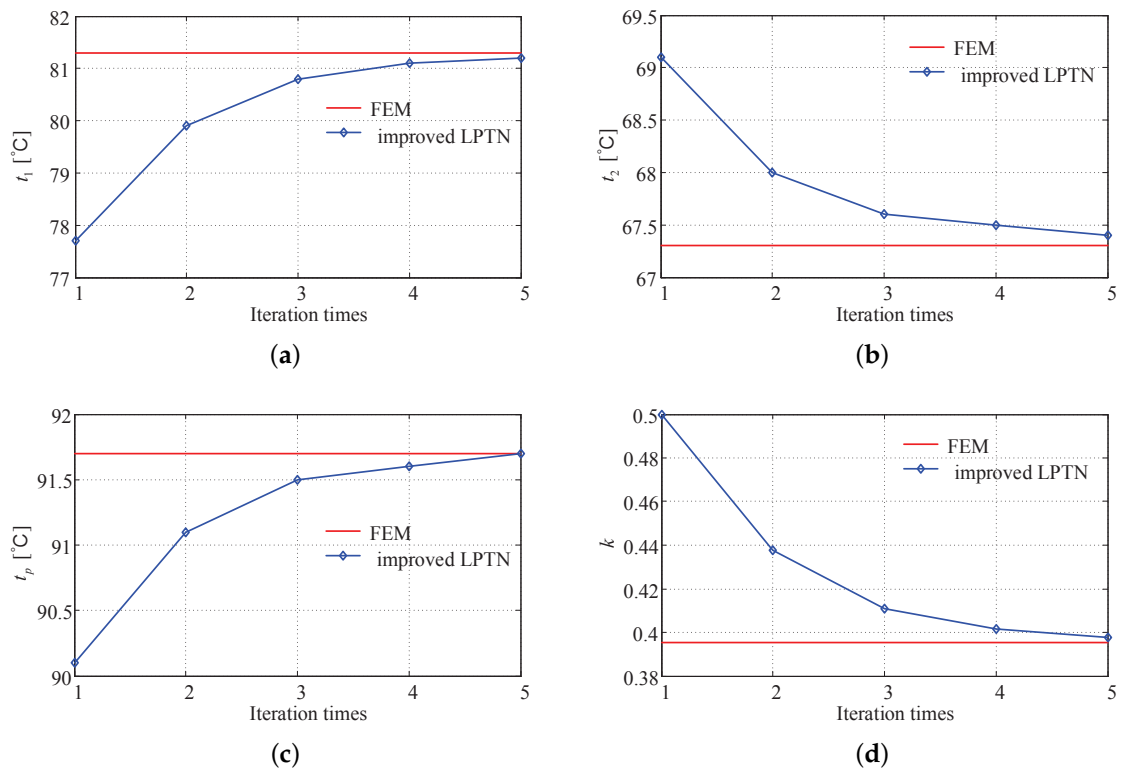 82
81
80
79
78
77
t₁ [°C]
FEM
improved LPTN
1 2 3 4 5
Iteration times
(a)
69.5
69
68.5
68
67.5
67
t₂ [°C]
FEM
improved LPTN
1 2 3 4 5
Iteration times
(b)
92
91.5
91
90.5
90
tₚ [°C]
FEM
improved LPTN
1 2 3 4 5
Iteration times
(c)
0.5
0.48
0.46
0.44
0.42
0.4
0.38
k
FEM
improved LPTN
1 2 3 4 5
Iteration times
(d)